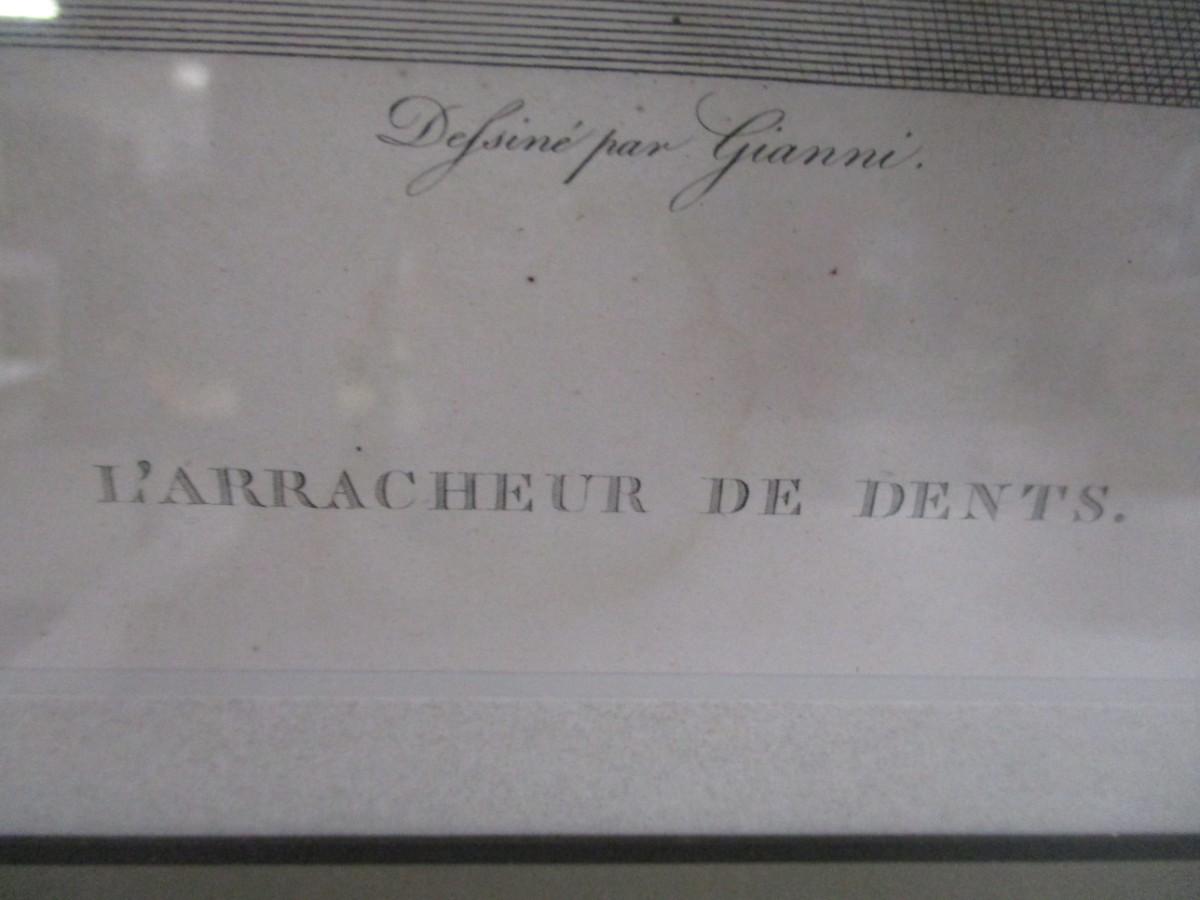 Dessiné par Gianni.
L'ARRACHEUR DE DENTS.